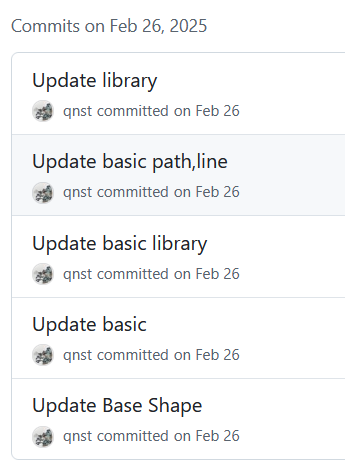 Commits on Feb 26, 2025
Update library
qnst committed on Feb 26
Update basic path,line
qnst committed on Feb 26
Update basic library
qnst committed on Feb 26
Update basic
qnst committed on Feb 26
Update Base Shape
qnst committed on Feb 26